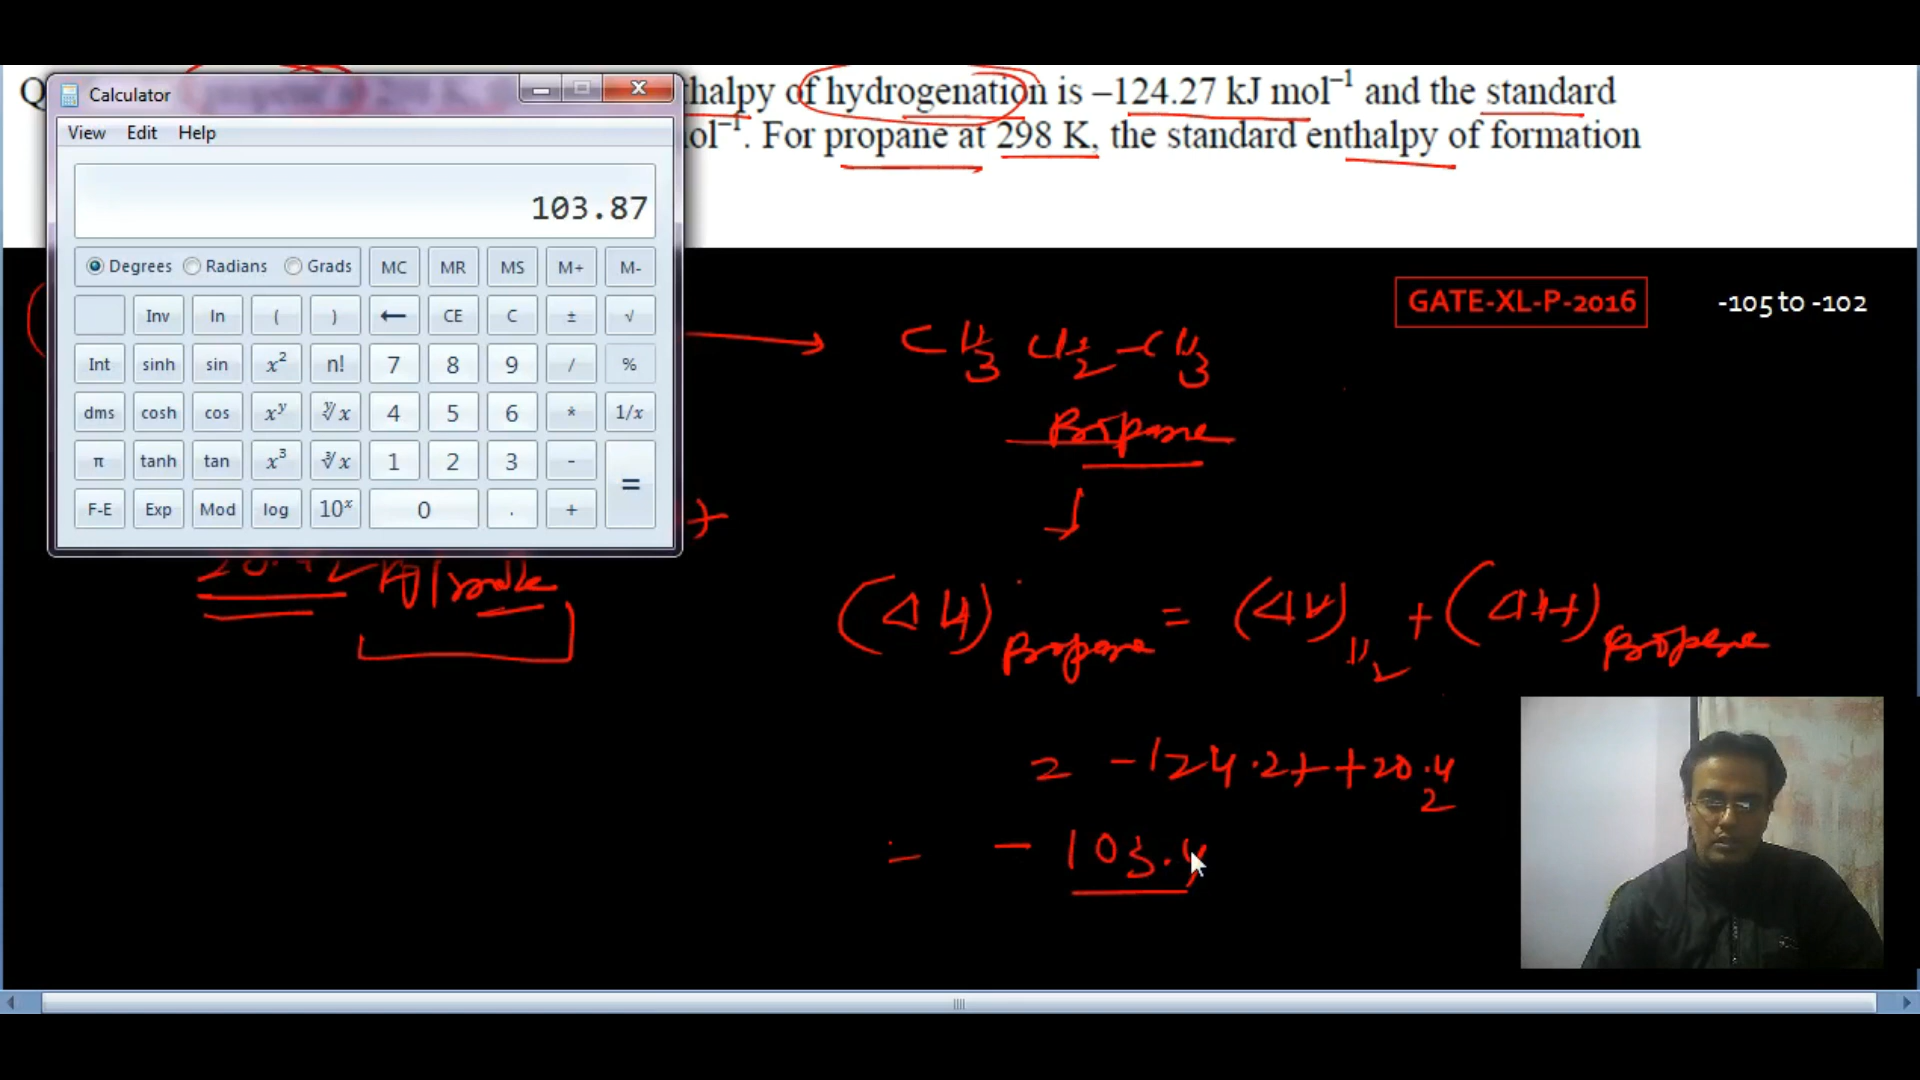 Q
thalpy of hydrogenation is –124.27 kJ mol⁻¹ and the standard
ol⁻¹. For propane at 298 K, the standard enthalpy of formation
Calculator
View Edit Help
103.87
Degrees Radians Grads MC MR MS M+ M-
Inv ln ( ) ← CE C ± √
Int sinh sin x² n! 7 8 9 / %
dms cosh cos xʸ ʸ√x 4 5 6 * 1/x
π tanh tan x³ ³√x 1 2 3 - =
F-E Exp Mod log 10ˣ 0 . +
GATE-XL-P-2016
-105 to -102
CH3 CH2-CH3
Propane
+
(ΔH)Propane = (ΔH)H2 + (ΔH)Propene
= -124.27 + 20.42
= - 103.